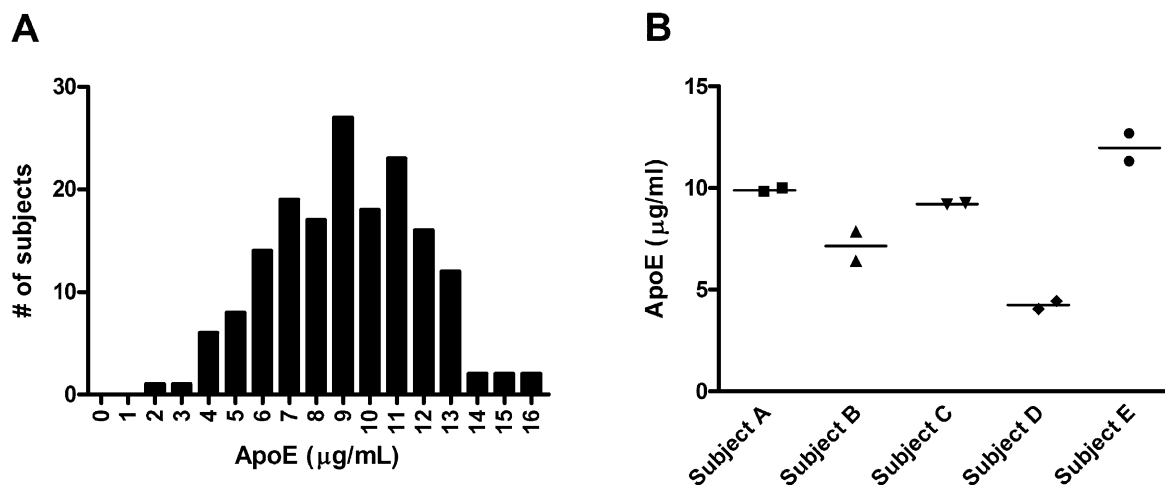 A
30
20
10
0
# of subjects
0 1 2 3 4 5 6 7 8 9 10 11 12 13 14 15 16
ApoE (μg/mL)
B
15
10
5
0
ApoE (μg/ml)
Subject A
Subject B
Subject C
Subject D
Subject E